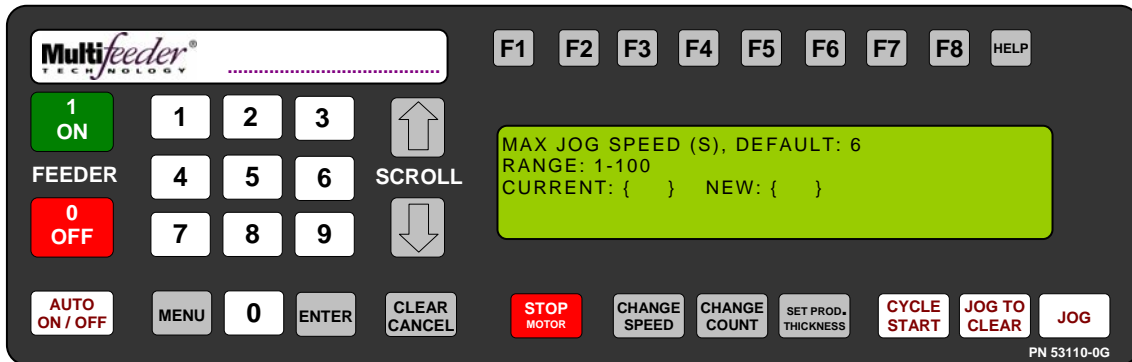 Multifeeder®
TECHNOLOGY
F1 F2 F3 F4 F5 F6 F7 F8 HELP
1
ON
1 2 3
FEEDER
4 5 6
SCROLL
0
OFF
7 8 9
MAX JOG SPEED (S), DEFAULT: 6
RANGE: 1-100
CURRENT: { } NEW: { }
AUTO
ON / OFF
MENU 0 ENTER
CLEAR
CANCEL
STOP
MOTOR
CHANGE
SPEED
CHANGE
COUNT
SET PROD.
THICKNESS
CYCLE
START
JOG TO
CLEAR
JOG
PN 53110-0G